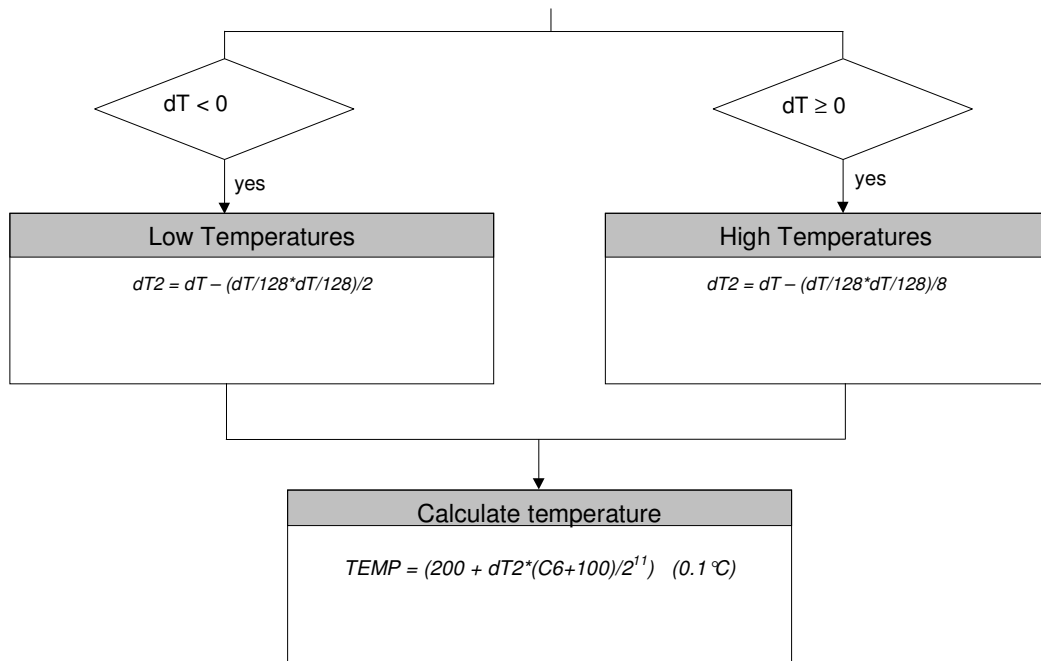 dT < 0
dT ≥ 0
yes
yes
Low Temperatures
dT2 = dT – (dT/128*dT/128)/2
High Temperatures
dT2 = dT – (dT/128*dT/128)/8
Calculate temperature
TEMP = (200 + dT2*(C6+100)/2¹¹) (0.1°C)